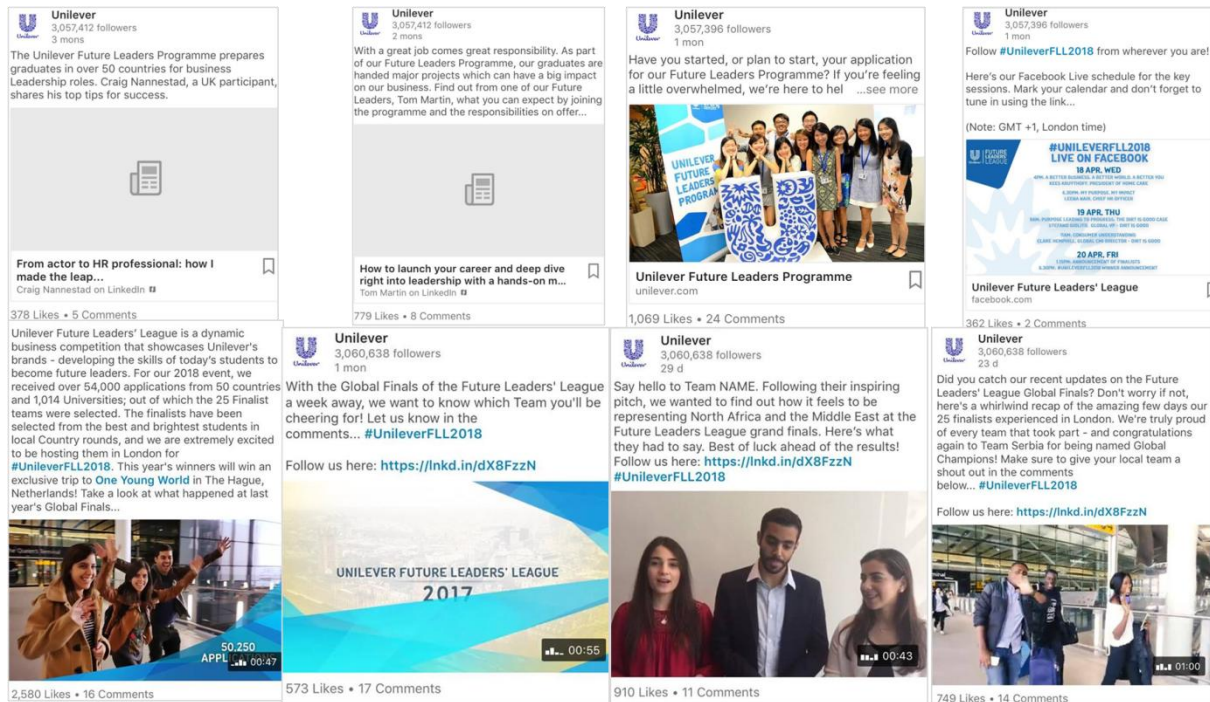 Unilever
3,057,412 followers
3 mons
The Unilever Future Leaders Programme prepares
graduates in over 50 countries for business
Leadership roles. Craig Nannestad, a UK participant,
shares his top tips for success.
From actor to HR professional: how I
made the leap...
Craig Nannestad on LinkedIn
378 Likes • 5 Comments
Unilever
3,057,412 followers
2 mons
With a great job comes great responsibility. As part
of our Future Leaders Programme, our graduates are
handed major projects which can have a big impact
on our business. Find out from one of our Future
Leaders, Tom Martin, what you can expect by joining
the programme and the responsibilities on offer...
How to launch your career and deep dive
right into leadership with a hands-on m...
Tom Martin on LinkedIn
779 Likes • 8 Comments
Unilever
3,057,396 followers
1 mon
Have you started, or plan to start, your application
for our Future Leaders Programme? If you're feeling
a little overwhelmed, we're here to hel ...see more
UNILEVER
FUTURE
LEADERS
Unilever Future Leaders Programme
unilever.com
1,069 Likes • 24 Comments
Unilever
3,057,396 followers
1 mon
Follow #UnileverFLL2018 from wherever you are!
Here's our Facebook Live schedule for the key
sessions. Mark your calendar and don't forget to
tune in using the link...
(Note: GMT +1, London time)
FUTURE
LEADERS'
LEAGUE
#UNILEVERFLL2018
LIVE ON FACEBOOK
18 APR, WED
4PM: A BETTER BUSINESS. A BETTER WORLD. A BETTER YOU
4.30PM: MY PURPOSE, MY IMPACT
LEENA NAIR, CHIEF HR OFFICER
19 APR, THU
20 APR, FRI
1.15PM: ANNOUNCEMENT OF FINALISTS
Unilever Future Leaders' League
facebook.com
362 Likes • 2 Comments
Unilever Future Leaders' League is a dynamic
business competition that showcases Unilever's
brands - developing the skills of today's students to
become future leaders. For our 2018 event, we
received over 54,000 applications from 50 countries
and 1,014 Universities; out of which the 25 Finalist
teams were selected. The finalists have been
selected from the best and brightest students in
local Country rounds, and we are extremely excited
to be hosting them in London for
#UnileverFLL2018. This year's winners will win an
exclusive trip to One Young World in The Hague,
Netherlands! Take a look at what happened at last
year's Global Finals...
50,250
00:47
2,580 Likes • 16 Comments
Unilever
3,060,638 followers
1 mon
With the Global Finals of the Future Leaders' League
a week away, we want to know which Team you'll be
cheering for! Let us know in the
comments... #UnileverFLL2018
Follow us here: https://lnkd.in/dX8FzzN
UNILEVER FUTURE LEADERS' LEAGUE
2017
00:55
573 Likes • 17 Comments
Unilever
3,060,638 followers
29 d
Say hello to Team NAME. Following their inspiring
pitch, we wanted to find out how it feels to be
representing North Africa and the Middle East at the
Future Leaders League grand finals. Here's what
they had to say. Best of luck ahead of the results!
Follow us here: https://lnkd.in/dX8FzzN
#UnileverFLL2018
00:43
910 Likes • 11 Comments
Unilever
3,060,638 followers
23 d
Did you catch our recent updates on the Future
Leaders' League Global Finals? Don't worry if not,
here's a whirlwind recap of the amazing few days our
25 finalists experienced in London. We're truly proud
of every team that took part - and congratulations
again to Team Serbia for being named Global
Champions! Make sure to give your local team a
shout out in the comments
below... #UnileverFLL2018
Follow us here: https://lnkd.in/dX8FzzN
01:00
749 Likes • 14 Comments